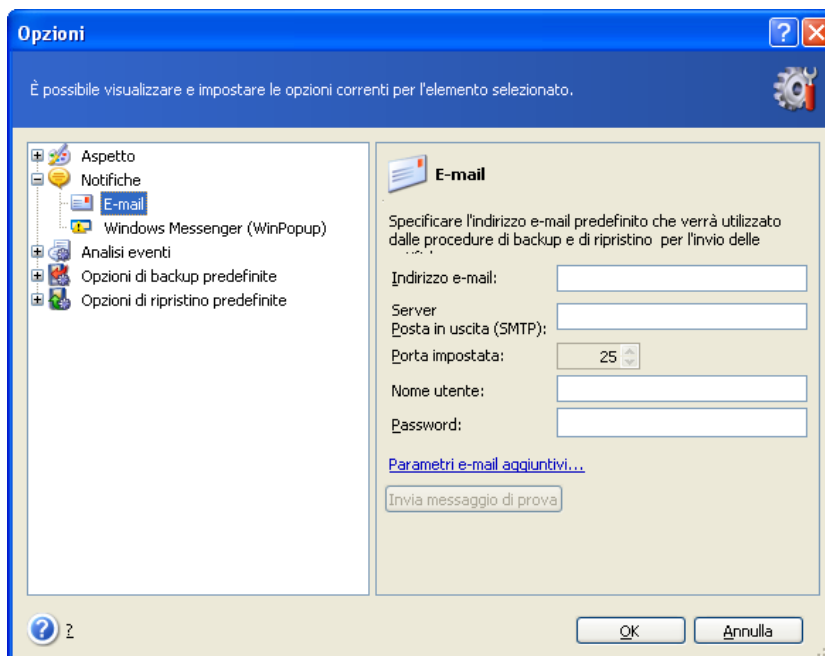 Opzioni
È possibile visualizzare e impostare le opzioni correnti per l'elemento selezionato.
Aspetto
Notifiche
E-mail
Windows Messenger (WinPopup)
Analisi eventi
Opzioni di backup predefinite
Opzioni di ripristino predefinite
E-mail
Specificare l'indirizzo e-mail predefinito che verrà utilizzato
dalle procedure di backup e di ripristino per l'invio delle
Indirizzo e-mail:
Server
Posta in uscita (SMTP):
Porta impostata:
25
Nome utente:
Password:
Parametri e-mail aggiuntivi...
Invia messaggio di prova
?
OK
Annulla